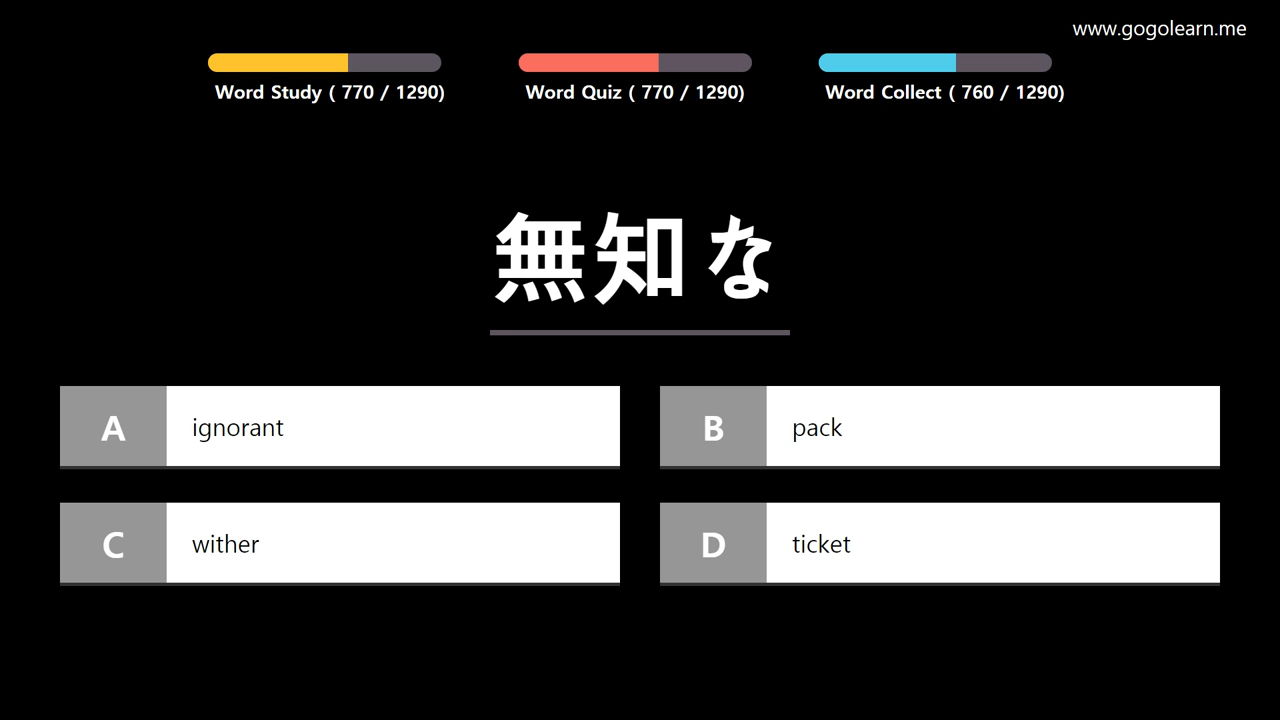 www.gogolearn.me
Word Study ( 770 / 1290)
Word Quiz ( 770 / 1290)
Word Collect ( 760 / 1290)
無知な
A ignorant
B pack
C wither
D ticket